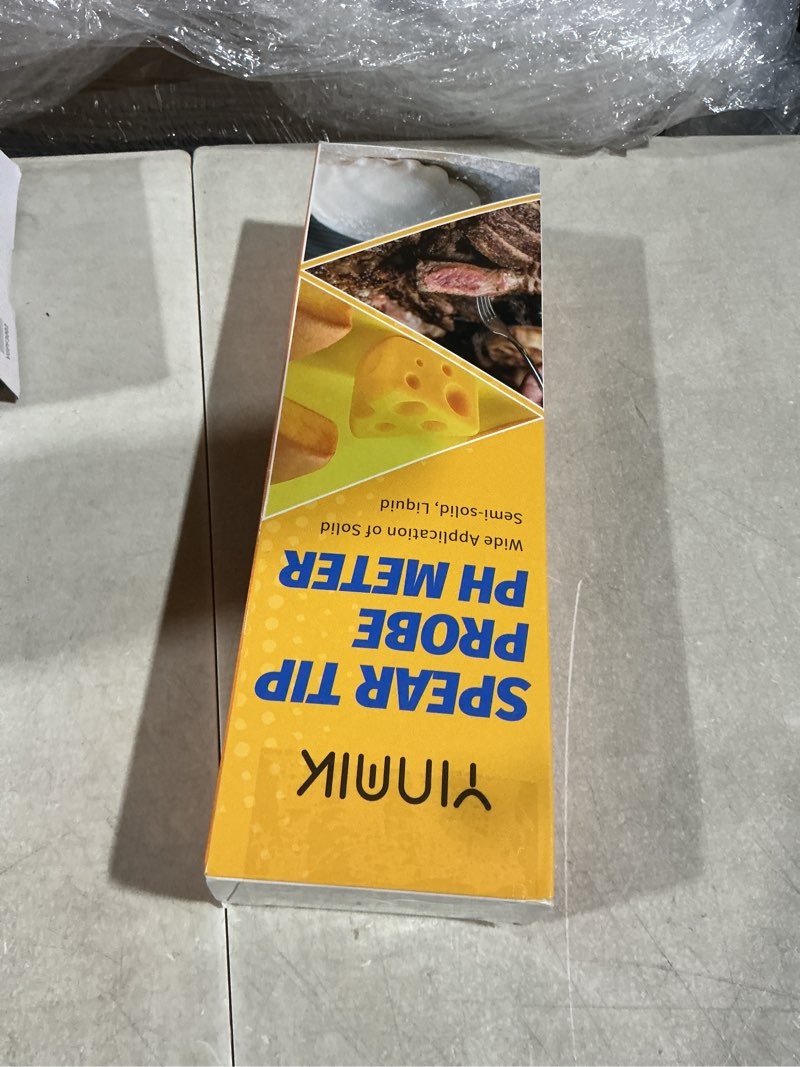 YINMIK
SPEAR TIP
PROBE
PH METER
Wide Application of Solid
Semi-solid, Liquid